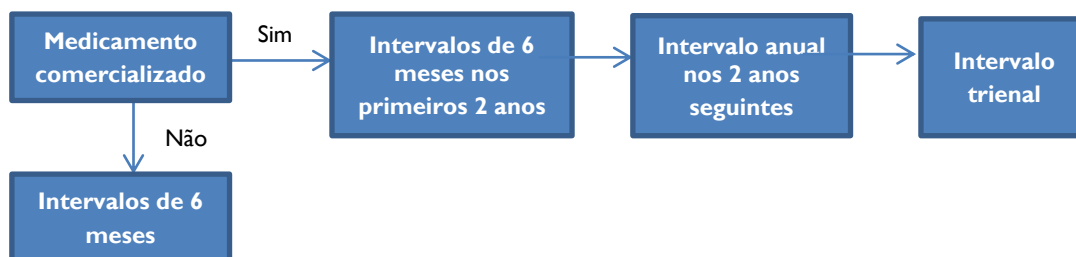 Medicamento
comercializado
Sim
Intervalos de 6
meses nos
primeiros 2 anos
Intervalo anual
nos 2 anos
seguintes
Intervalo
trienal
Não
Intervalos de 6
meses